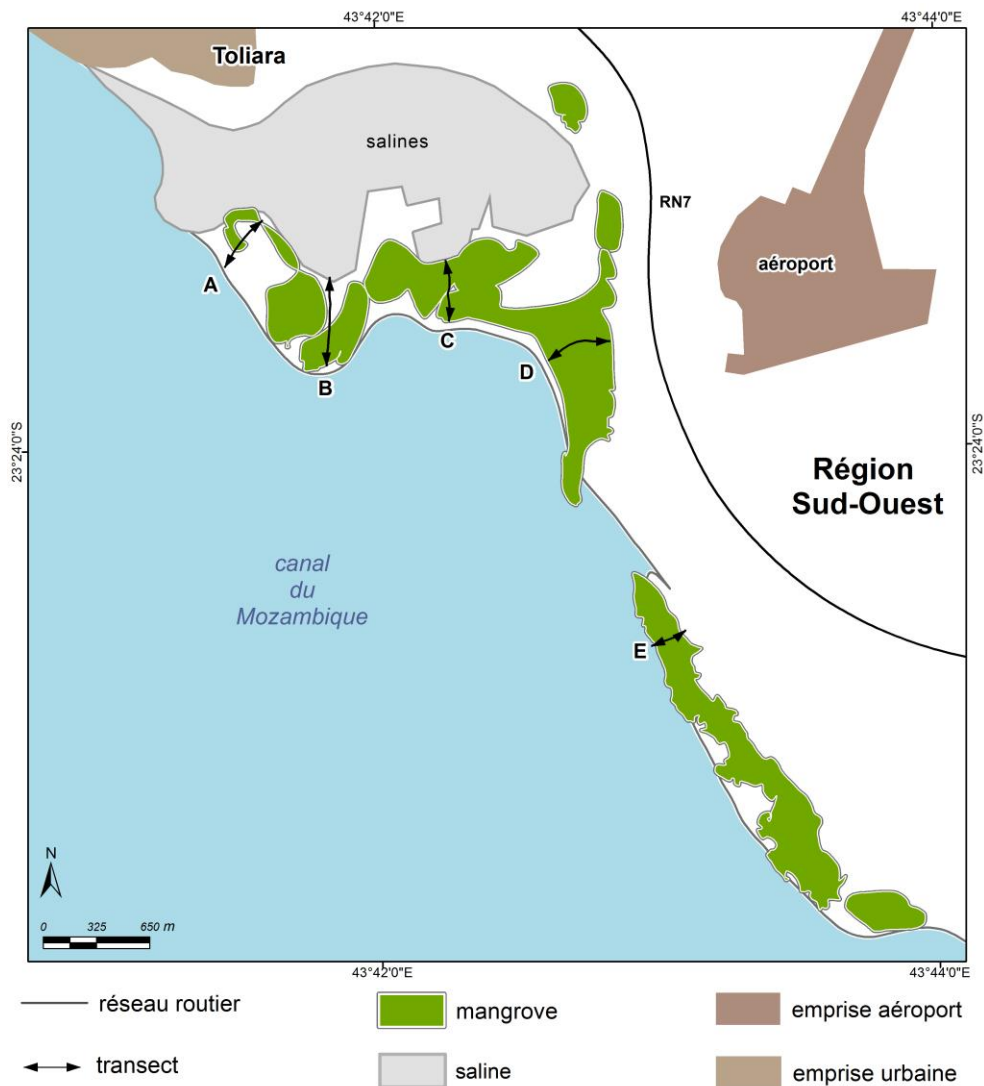 43°42'0"E
43°44'0"E
Toliara
salines
RN7
aéroport
A
B
C
D
23°24'0"S
23°24'0"S
Région
Sud-Ouest
canal
du
Mozambique
E
N
0 325 650 m
43°42'0"E
43°44'0"E
réseau routier
mangrove
emprise aéroport
transect
saline
emprise urbaine